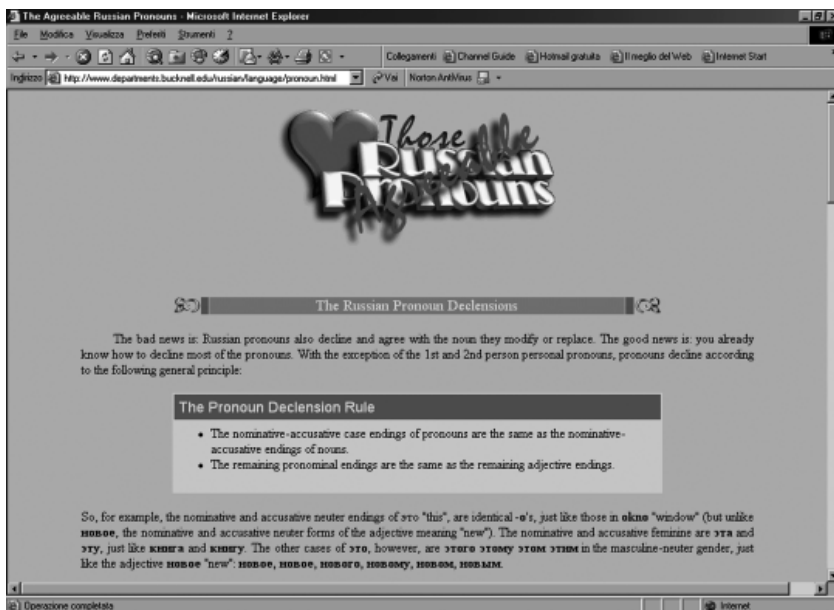 The Agreeable Russian Pronouns - Microsoft Internet Explorer
File Modifica Visualizza Preferiti Strumenti ?
Collegamenti Channel Guide Hotmail gratuita Il meglio del Web Internet Start
Indirizzo http://www.departments.bucknell.edu/russian/language/pronoun.html Vai Norton AntiVirus
Those
Agreeable
Russian
Pronouns
The Russian Pronoun Declensions
The bad news is: Russian pronouns also decline and agree with the noun they modify or replace. The good news is: you already
know how to decline most of the pronouns. With the exception of the 1st and 2nd person personal pronouns, pronouns decline according
to the following general principle:
The Pronoun Declension Rule
• The nominative-accusative case endings of pronouns are the same as the nominative-
accusative endings of nouns.
• The remaining pronominal endings are the same as the remaining adjective endings.
So, for example, the nominative and accusative neuter endings of это "this", are identical -о's, just like those in okno "window" (but unlike
новое, the nominative and accusative neuter forms of the adjective meaning "new"). The nominative and accusative feminine are эта and
эту, just like книга and книгу. The other cases of это, however, are этого этому этом этим in the masculine-neuter gender, just
like the adjective новое "new": новое, новое, нового, новому, новом, новым.
Operazione completata Internet